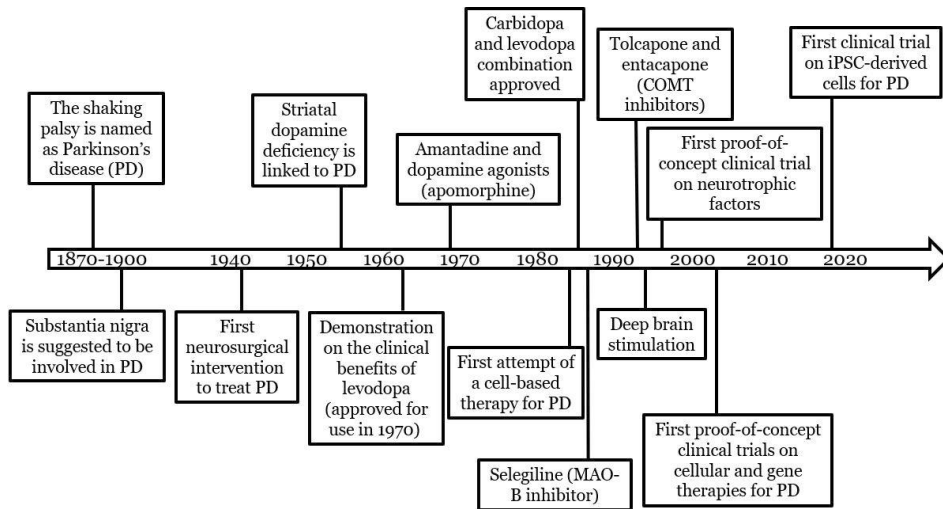 Carbidopa
and levodopa
combination
approved
Tolcapone and
entacapone
(COMT
inhibitors)
First clinical trial
on iPSC-derived
cells for PD
The shaking
palsy is named
as Parkinson's
disease (PD)
Striatal
dopamine
deficiency is
linked to PD
Amantadine and
dopamine agonists
(apomorphine)
First proof-of-
concept clinical trial
on neurotrophic
factors
1870-1900 1940 1950 1960 1970 1980 1990 2000 2010 2020
Substantia nigra
is suggested to be
involved in PD
First
neurosurgical
intervention
to treat PD
Demonstration
on the clinical
benefits of
levodopa
(approved for
use in 1970)
First attempt of
a cell-based
therapy for PD
Selegiline (MAO-
B inhibitor)
Deep brain
stimulation
First proof-of-concept
clinical trials on
cellular and gene
therapies for PD